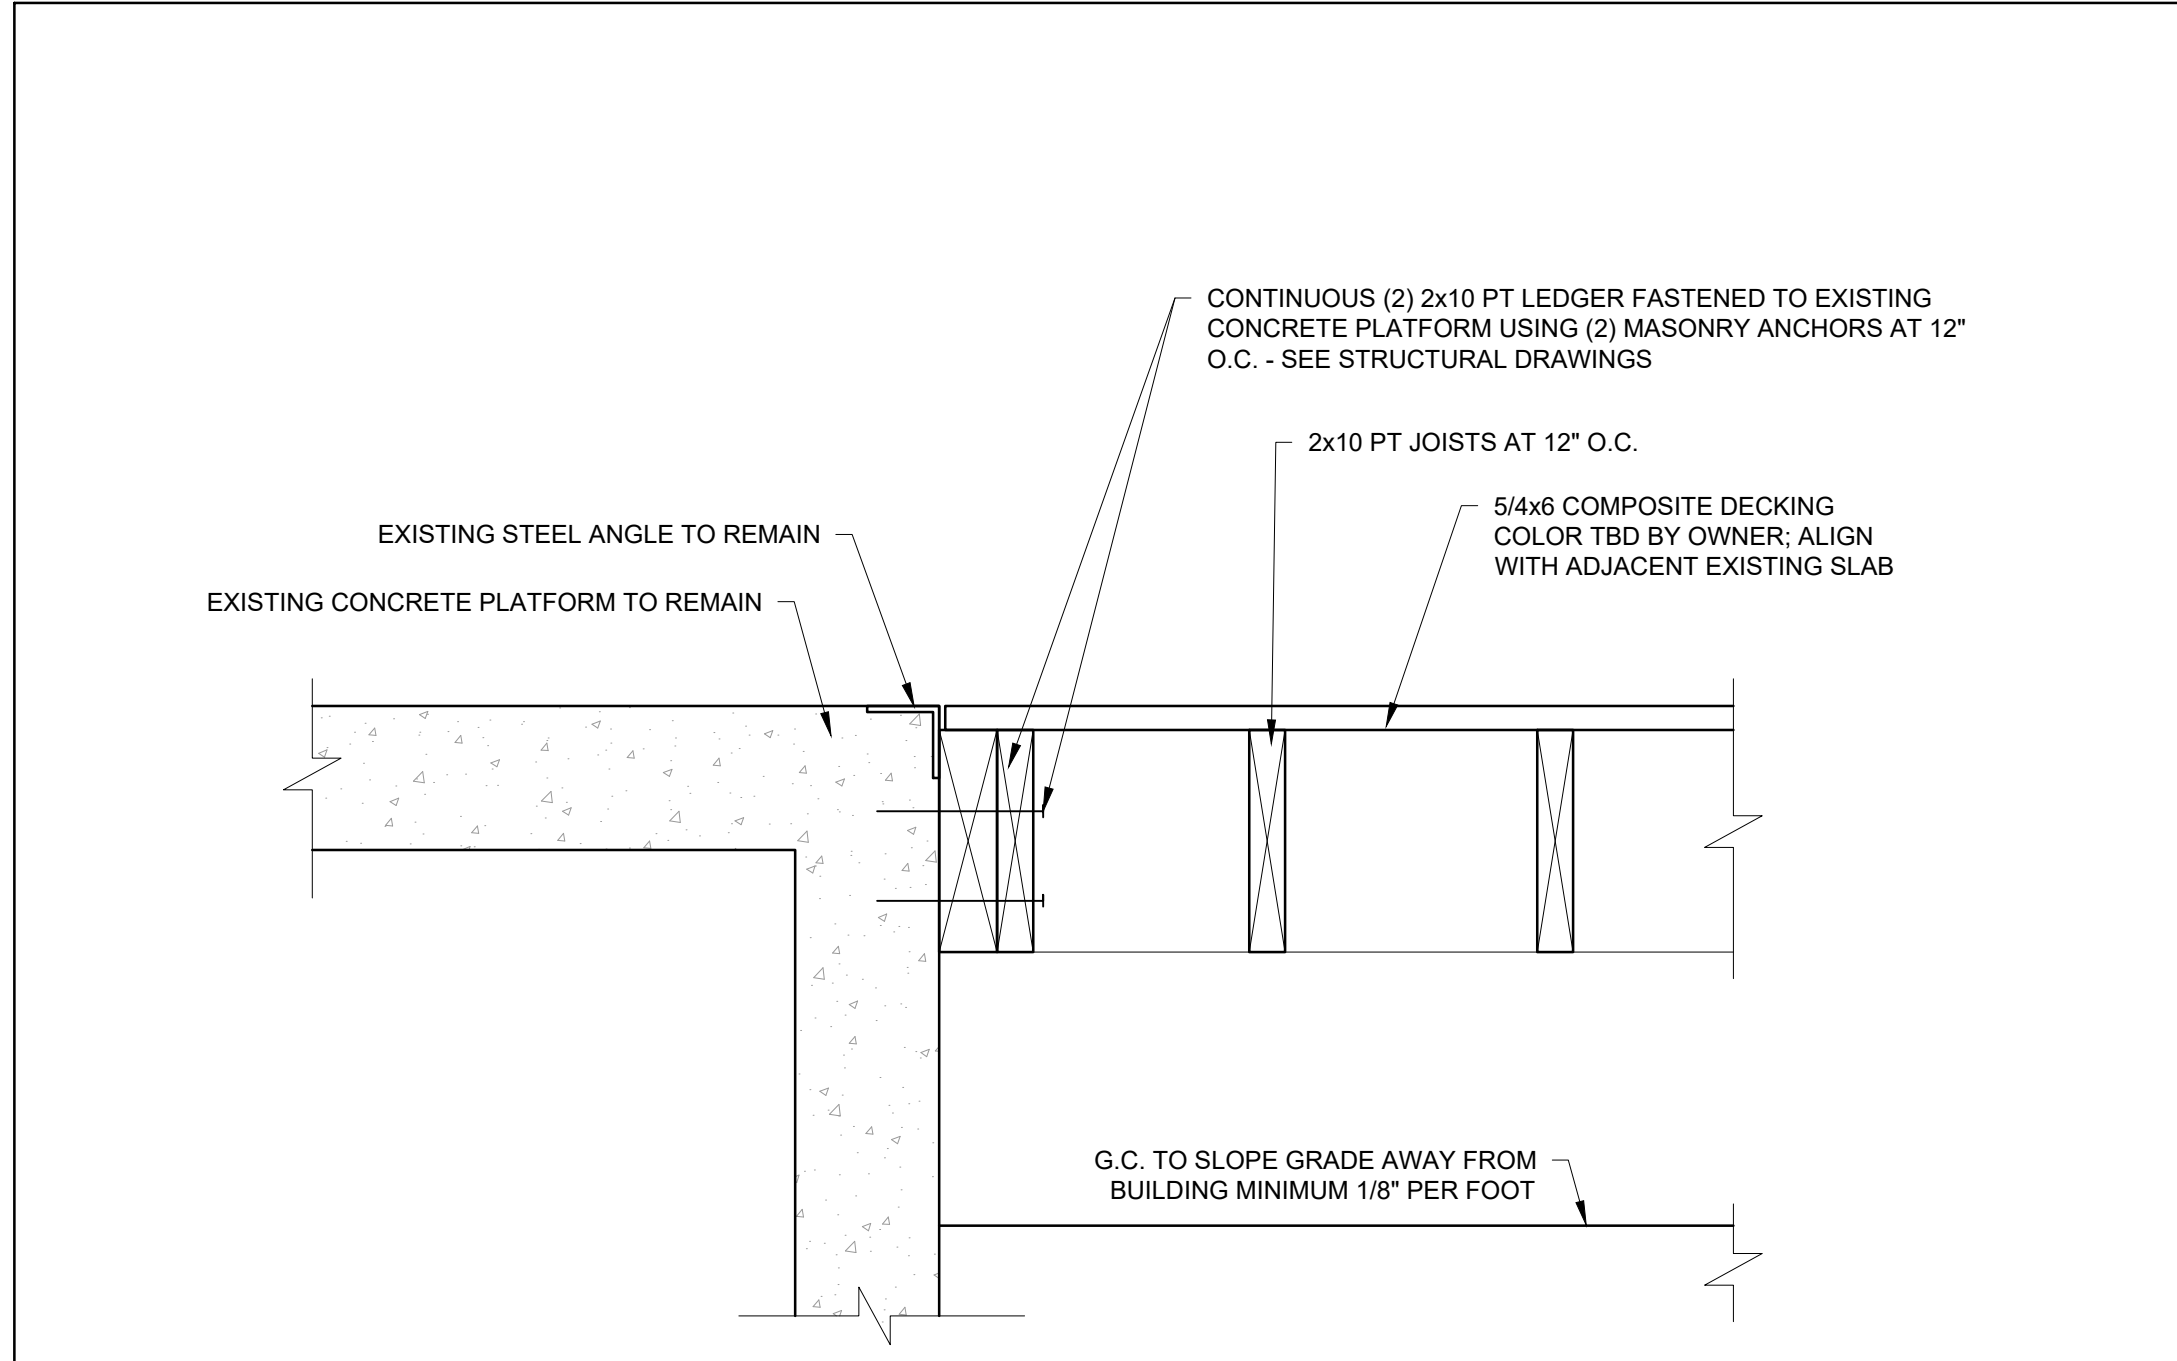 CONTINUOUS (2) 2x10 PT LEDGER FASTENED TO EXISTING
CONCRETE PLATFORM USING (2) MASONRY ANCHORS AT 12"
O.C. - SEE STRUCTURAL DRAWINGS
2x10 PT JOISTS AT 12" O.C.
5/4x6 COMPOSITE DECKING
COLOR TBD BY OWNER; ALIGN
WITH ADJACENT EXISTING SLAB
EXISTING STEEL ANGLE TO REMAIN
EXISTING CONCRETE PLATFORM TO REMAIN
G.C. TO SLOPE GRADE AWAY FROM
BUILDING MINIMUM 1/8" PER FOOT